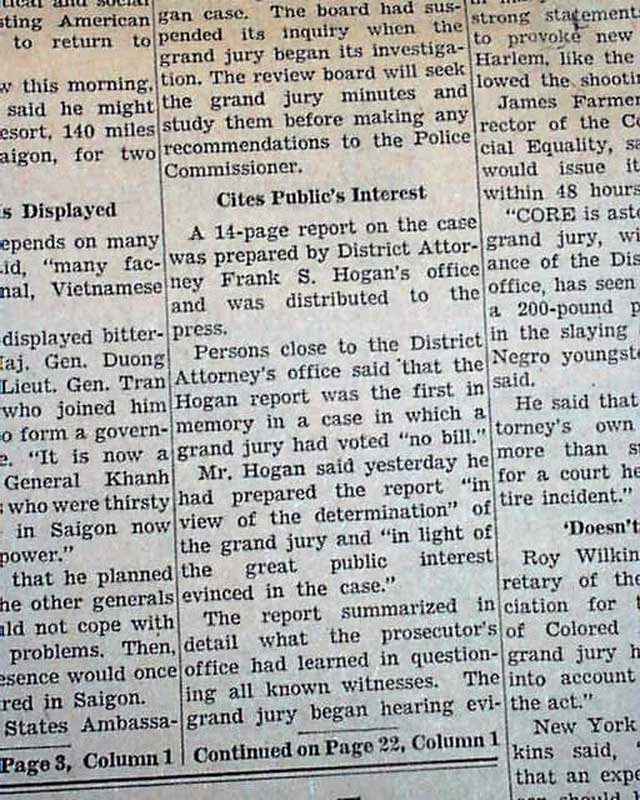 sting American
to return to
w this morning,
said he might
esort, 140 miles
aigon, for two
s Displayed
epends on many
id, "many fac-
nal, Vietnamese
displayed bitter-
aj. Gen. Duong
Lieut. Gen. Tran
who joined him
o form a govern-
e. "It is now a
General Khanh
who were thirsty
in Saigon now
power."
that he planned
he other generals
ld not cope with
problems. Then,
esence would once
red in Saigon.
States Ambassa-
Page 3, Column 1
gan case. The board had sus-
pended its inquiry when the
grand jury began its investiga-
tion. The review board will seek
the grand jury minutes and
study them before making any
recommendations to the Police
Commissioner.
Cites Public's Interest
A 14-page report on the case
was prepared by District Attor-
ney Frank S. Hogan's office
and was distributed to the
press.
Persons close to the District
Attorney's office said that the
Hogan report was the first in
memory in a case in which a
grand jury had voted "no bill."
Mr. Hogan said yesterday he
had prepared the report "in
view of the determination" of
the grand jury and "in light of
the great public interest
evinced in the case."
The report summarized in
detail what the prosecutor's
office had learned in question-
ing all known witnesses. The
grand jury began hearing evi-
Continued on Page 22, Column 1
strong statement
to provoke new
Harlem, like the
lowed the shootin
James Farmer
rector of the Co
cial Equality, sa
would issue it
within 48 hours
"CORE is asto
grand jury, wi
ance of the Dis
office, has seen
a 200-pound p
in the slaying
Negro youngste
said.
He said that
torney's own
more than su
for a court he
tire incident."
'Doesn't
Roy Wilkin
retary of the
ciation for t
of Colored
grand jury h
into account
the act."
New York
kins said,
that an expe